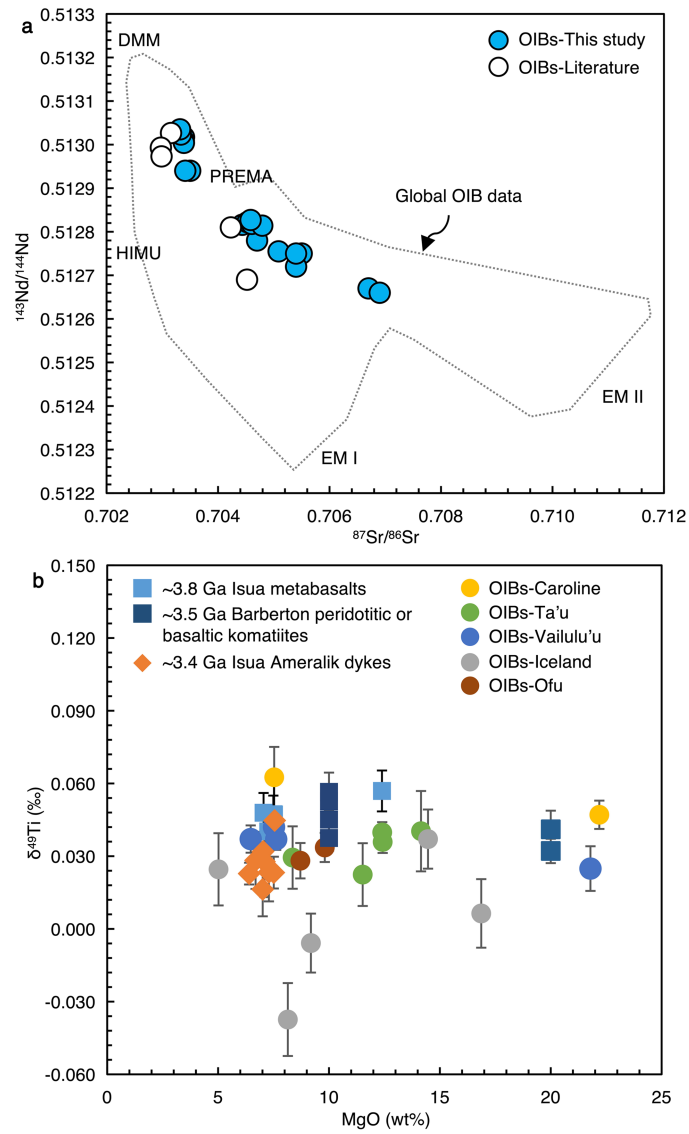 a
0.5133
0.5132
0.5131
0.5130
0.5129
0.5128
0.5127
0.5126
0.5125
0.5124
0.5123
0.5122
¹⁴³Nd/¹⁴⁴Nd
DMM
OIBs-This study
OIBs-Literature
PREMA
Global OIB data
HIMU
EM II
EM I
0.702 0.704 0.706 0.708 0.710 0.712
⁸⁷Sr/⁸⁶Sr
b
0.150
0.120
0.090
0.060
0.030
0.000
-0.030
-0.060
δ⁴⁹Ti (‰)
~3.8 Ga Isua metabasalts
~3.5 Ga Barberton peridotitic or
basaltic komatiites
~3.4 Ga Isua Ameralik dykes
OIBs-Caroline
OIBs-Ta'u
OIBs-Vailulu'u
OIBs-Iceland
OIBs-Ofu
0 5 10 15 20 25
MgO (wt%)